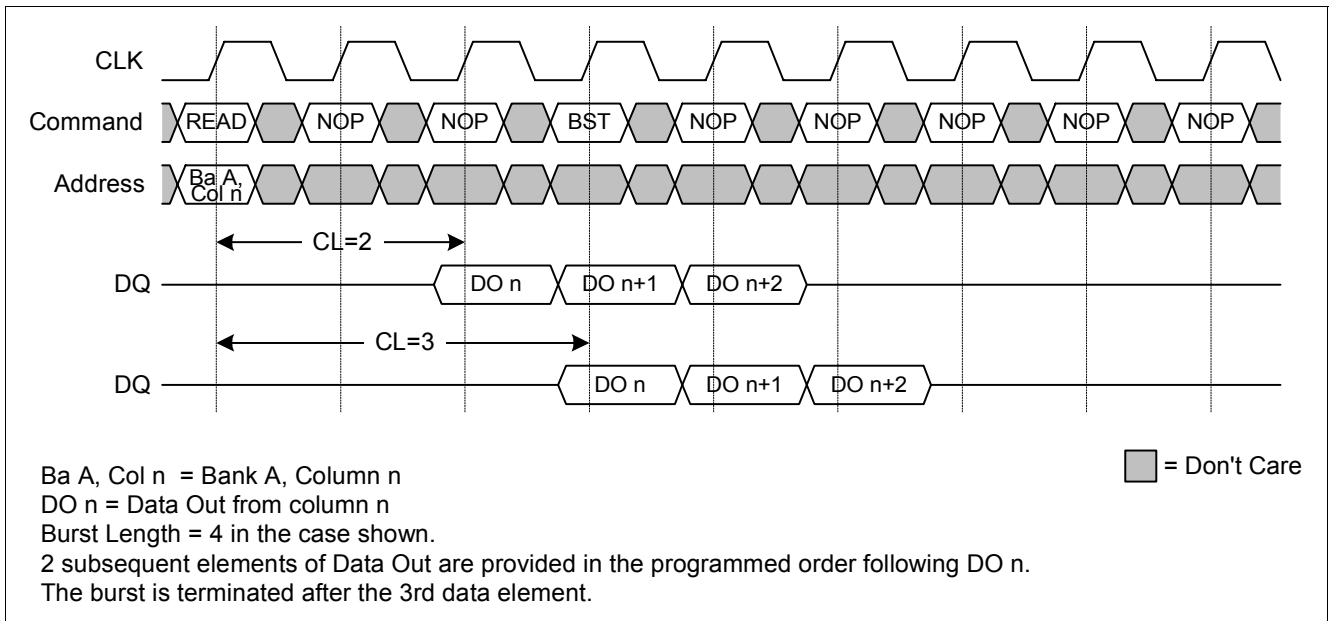 CLK
Command READ NOP NOP BST NOP NOP NOP NOP NOP
Address Ba A,
Col n
CL=2
DQ DO n DO n+1 DO n+2
CL=3
DQ DO n DO n+1 DO n+2
Ba A, Col n = Bank A, Column n
= Don't Care
DO n = Data Out from column n
Burst Length = 4 in the case shown.
2 subsequent elements of Data Out are provided in the programmed order following DO n.
The burst is terminated after the 3rd data element.